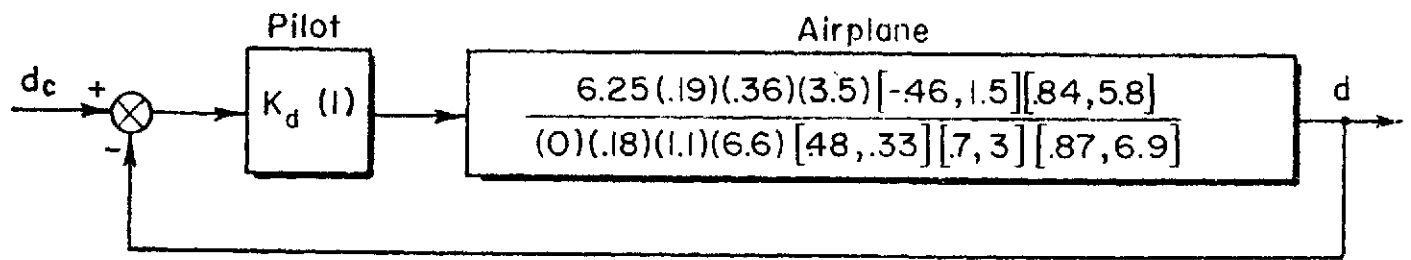 Pilot
Airplane
dc
+
-
K_d (1)
6.25(.19)(.36)(3.5)[-.46,1.5][.84,5.8]
(0)(.18)(1.1)(6.6)[.48,.33][.7,3][.87,6.9]
d